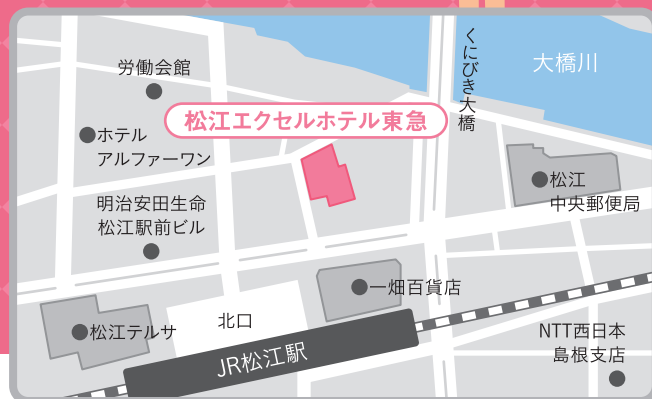 労働会館
くにびき大橋
大橋川
松江エクセルホテル東急
ホテル
アルファーワン
松江
中央郵便局
明治安田生命
松江駅前ビル
一畑百貨店
松江テルサ
北口
JR松江駅
NTT西日本
島根支店